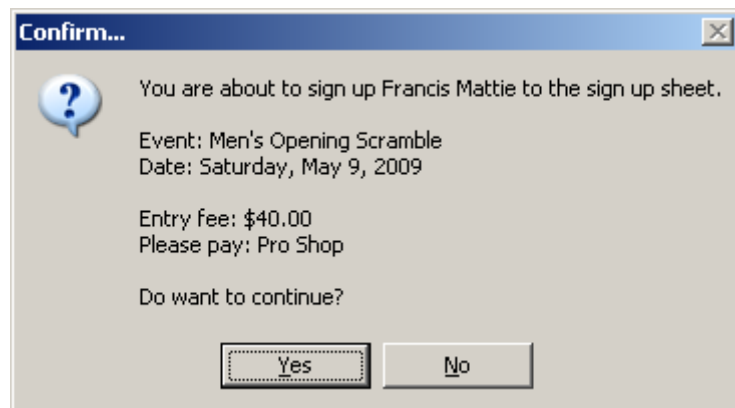 Confirm...
You are about to sign up Francis Mattie to the sign up sheet.
Event: Men's Opening Scramble
Date: Saturday, May 9, 2009
Entry fee: $40.00
Please pay: Pro Shop
Do want to continue?
Yes
No